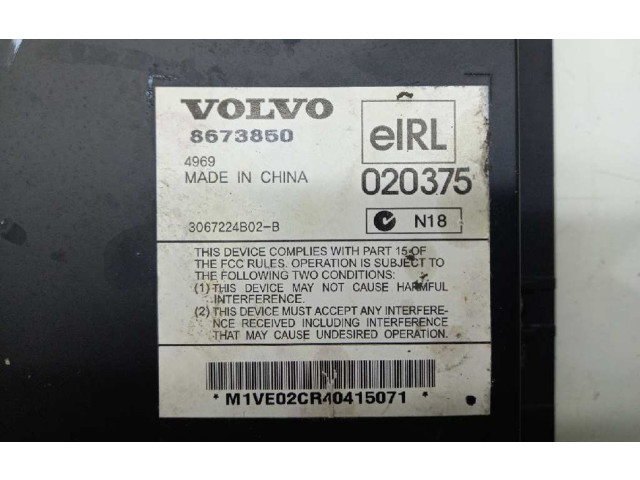 VOLVO
8673850
4969
MADE IN CHINA
3067224B02-B
eIRL
020375
N18
THIS DEVICE COMPLIES WITH PART 15 OF
THE FCC RULES. OPERATION IS SUBJECT TO
THE FOLLOWING TWO CONDITIONS:
(1) THIS DEVICE MAY NOT CAUSE HARMFUL
INTERFERENCE.
(2) THIS DEVICE MUST ACCEPT ANY INTERFERE-
NCE RECEIVED INCLUDING INTERFERENCE
THAT MAY CAUSE UNDESIRED OPERATION.
* M1VE02CR40415071 *